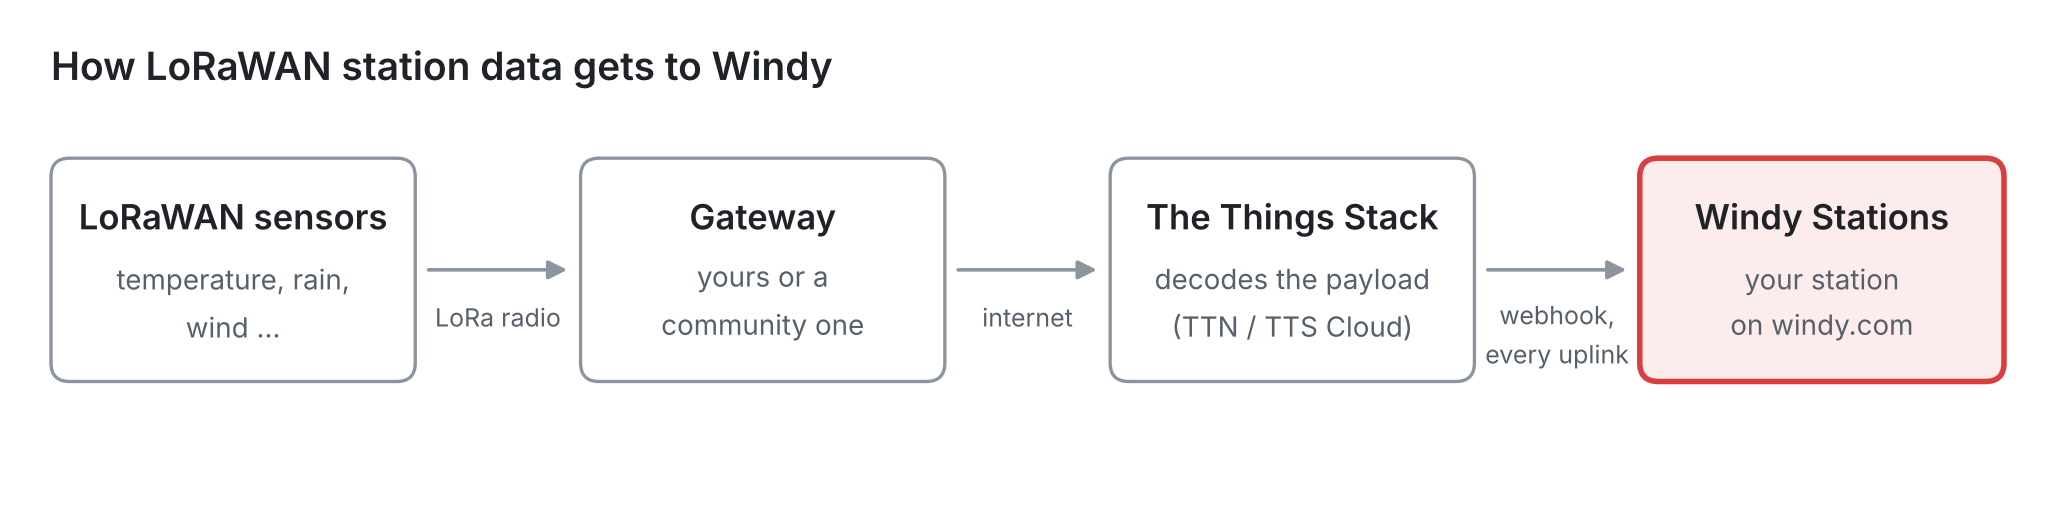 How LoRaWAN station data gets to Windy
LoRaWAN sensors
temperature, rain,
wind ...
LoRa radio
Gateway
yours or a
community one
internet
The Things Stack
decodes the payload
(TTN / TTS Cloud)
webhook,
every uplink
Windy Stations
your station
on windy.com